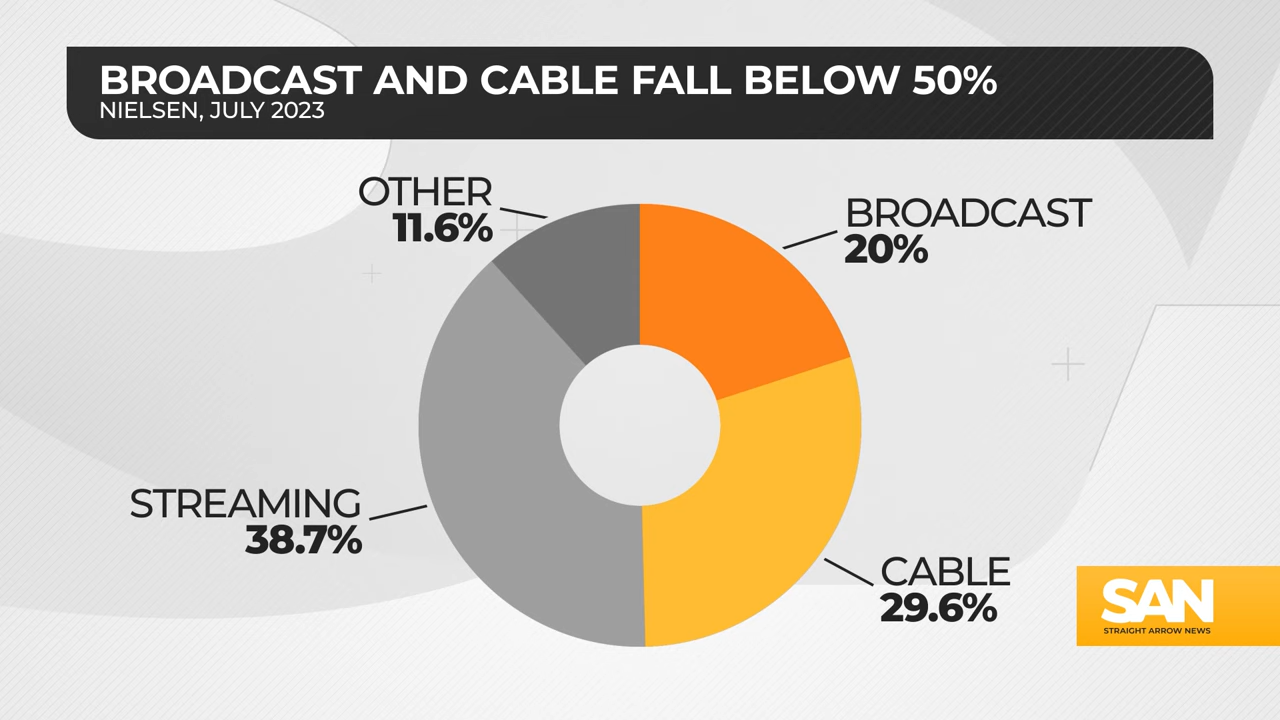 BROADCAST AND CABLE FALL BELOW 50%
NIELSEN, JULY 2023
OTHER
11.6%
BROADCAST
20%
STREAMING
38.7%
CABLE
29.6%
SAN
STRAIGHT ARROW NEWS